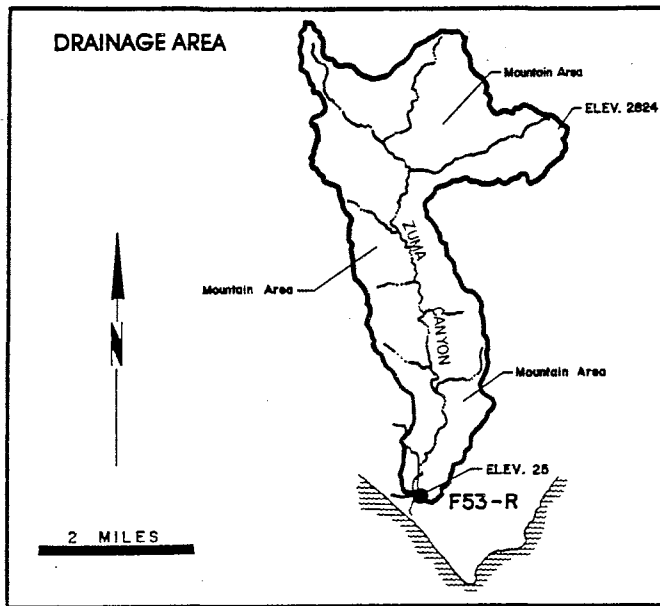 DRAINAGE AREA
Mountain Area
ELEV. 2824
ZUMA
Mountain Area
CANYON
Mountain Area
N
ELEV. 25
F53-R
2 MILES